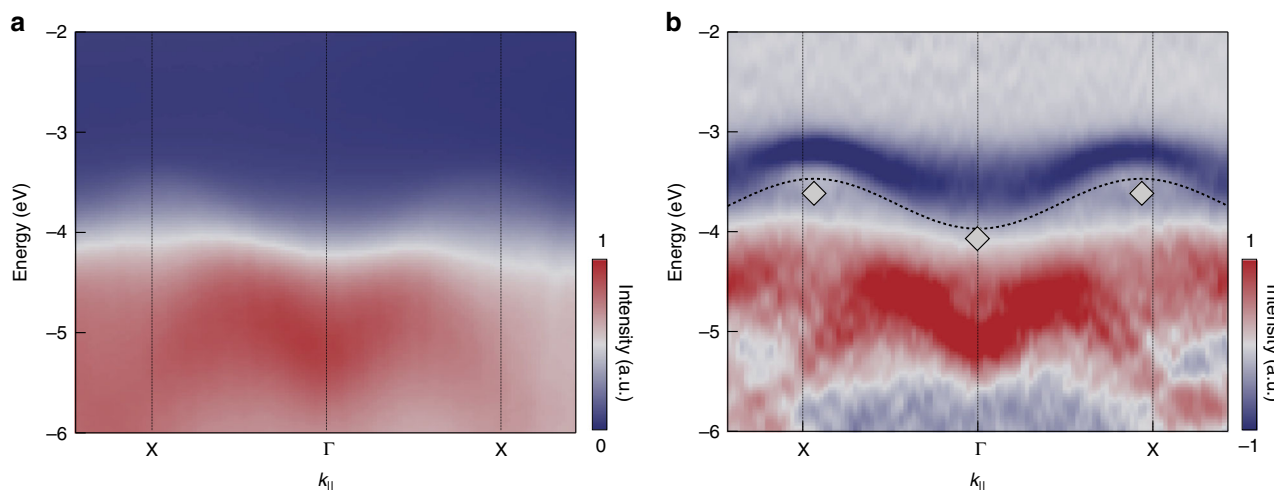 a
−2
−3
−4
−5
−6
Energy (eV)
X
Γ
X
k||
1
0
Intensity (a.u.)
b
−2
−3
−4
−5
−6
Energy (eV)
X
Γ
X
k||
1
−1
Intensity (a.u.)